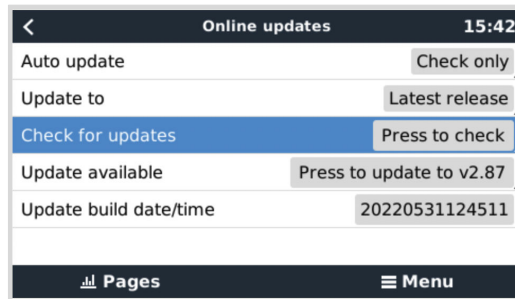 Online updates 15:42
Auto update Check only
Update to Latest release
Check for updates Press to check
Update available Press to update to v2.87
Update build date/time 20220531124511
Pages Menu